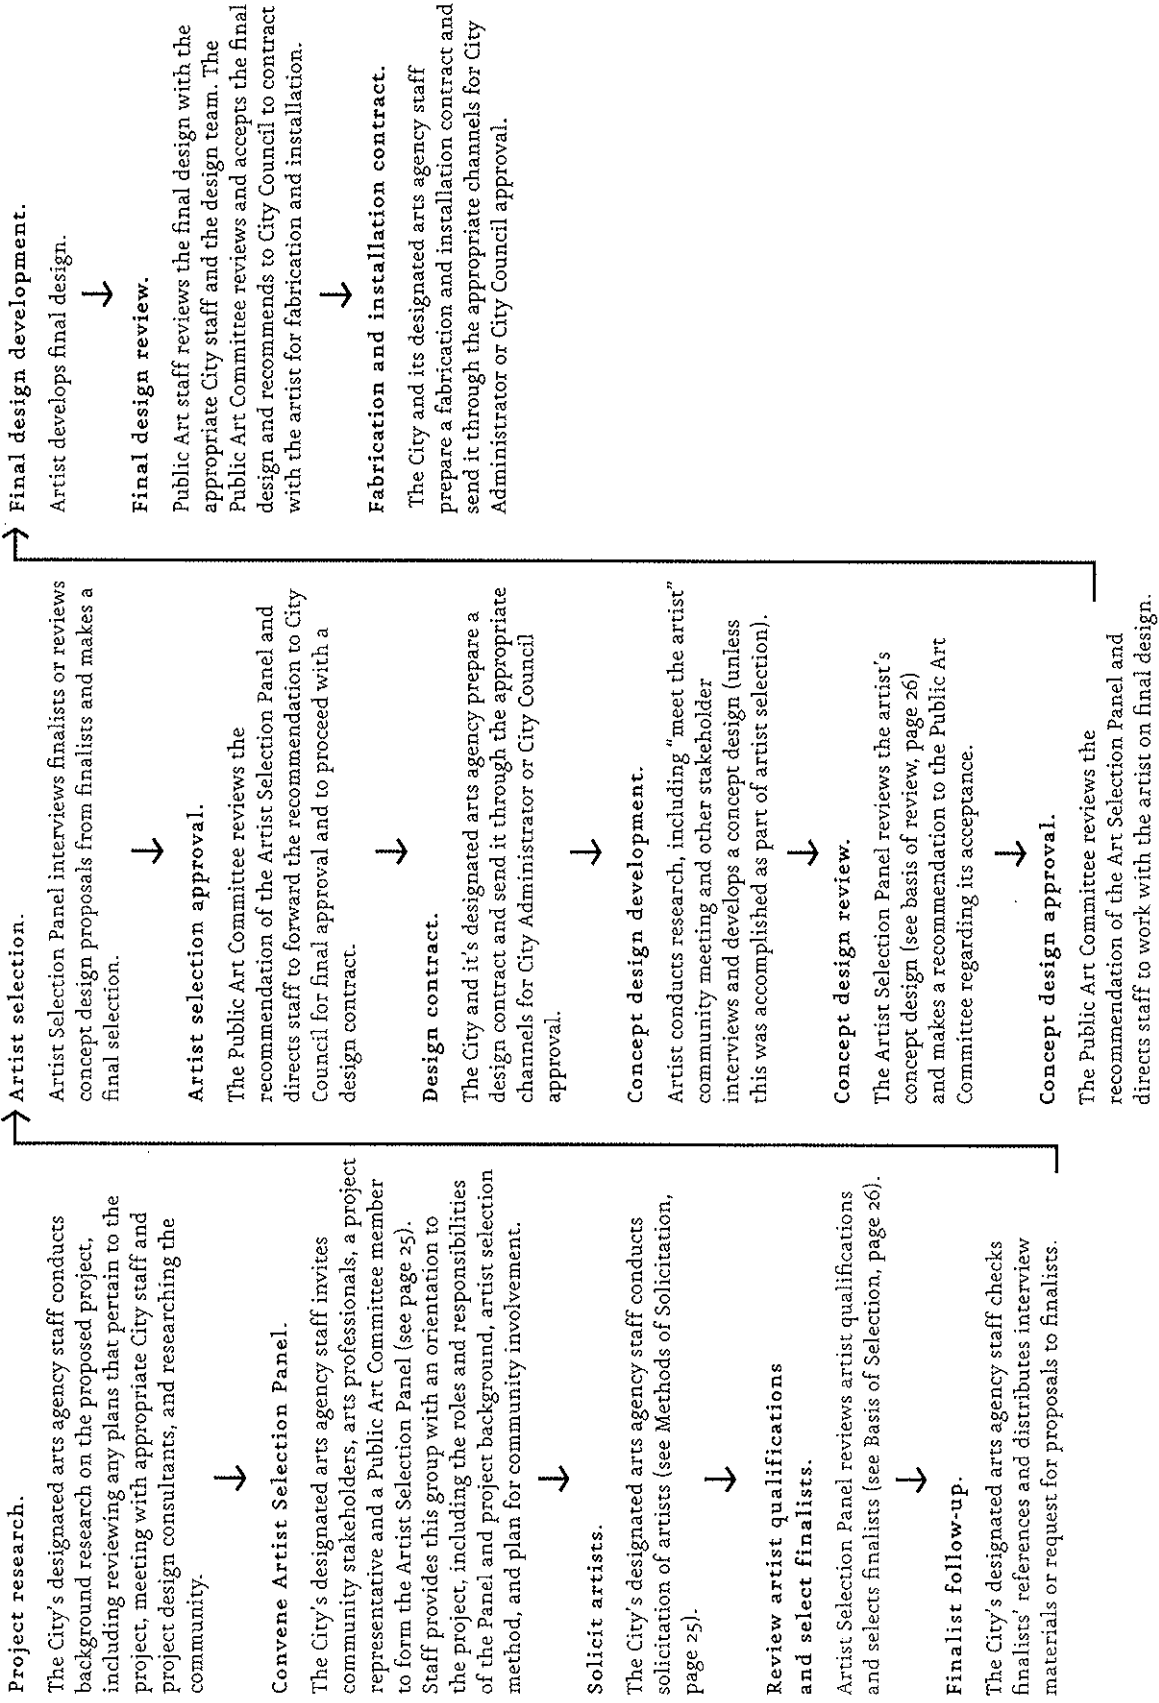 Project research.
The City's designated arts agency staff conducts
background research on the proposed project,
including reviewing any plans that pertain to the
project, meeting with appropriate City staff and
project design consultants, and researching the
community.
↓
Convene Artist Selection Panel.
The City's designated arts agency staff invites
community stakeholders, arts professionals, a project
representative and a Public Art Committee member
to form the Artist Selection Panel (see page 25).
Staff provides this group with an orientation to
the project, including the roles and responsibilities
of the Panel and project background, artist selection
method, and plan for community involvement.
↓
Solicit artists.
The City's designated arts agency staff conducts
solicitation of artists (see Methods of Solicitation,
page 25).
↓
Review artist qualifications
and select finalists.
Artist Selection Panel reviews artist qualifications
and selects finalists (see Basis of Selection, page 26).
↓
Finalist follow-up.
The City's designated arts agency staff checks
finalists' references and distributes interview
materials or request for proposals to finalists.
Artist selection.
Artist Selection Panel interviews finalists or reviews
concept design proposals from finalists and makes a
final selection.
↓
Artist selection approval.
The Public Art Committee reviews the
recommendation of the Artist Selection Panel and
directs staff to forward the recommendation to City
Council for final approval and to proceed with a
design contract.
↓
Design contract.
The City and it's designated arts agency prepare a
design contract and send it through the appropriate
channels for City Administrator or City Council
approval.
↓
Concept design development.
Artist conducts research, including "meet the artist"
community meeting and other stakeholder
interviews and develops a concept design (unless
this was accomplished as part of artist selection).
↓
Concept design review.
The Artist Selection Panel reviews the artist's
concept design (see basis of review, page 26)
and makes a recommendation to the Public Art
Committee regarding its acceptance.
↓
Concept design approval.
The Public Art Committee reviews the
recommendation of the Art Selection Panel and
directs staff to work with the artist on final design.
Final design development.
Artist develops final design.
↓
Final design review.
Public Art staff reviews the final design with the
appropriate City staff and the design team. The
Public Art Committee reviews and accepts the final
design and recommends to City Council to contract
with the artist for fabrication and installation.
↓
Fabrication and installation contract.
The City and its designated arts agency staff
prepare a fabrication and installation contract and
send it through the appropriate channels for City
Administrator or City Council approval.